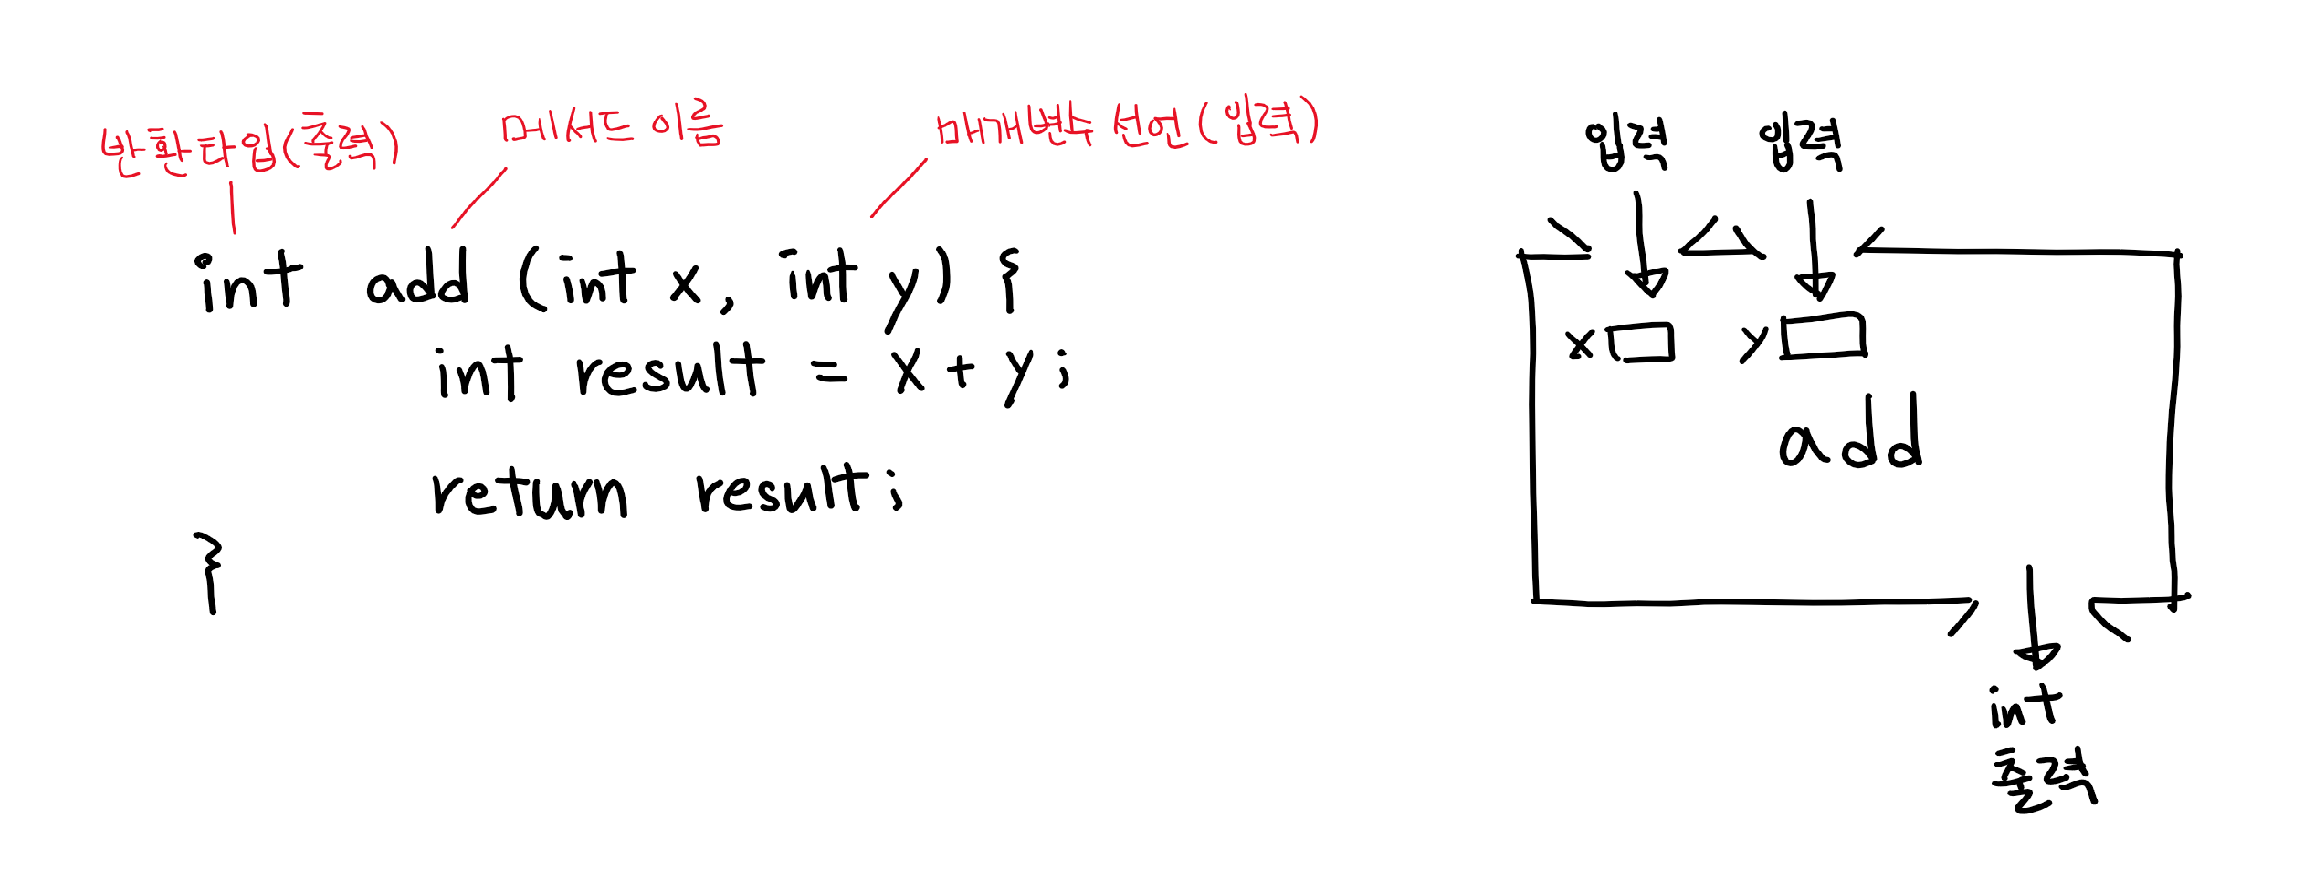 반환타입(출력) 메서드 이름 매개변수 선언(입력)
int add (int x, int y) {
int result = x + y;
return result;
}
입력 입력
x y
add
int
출력